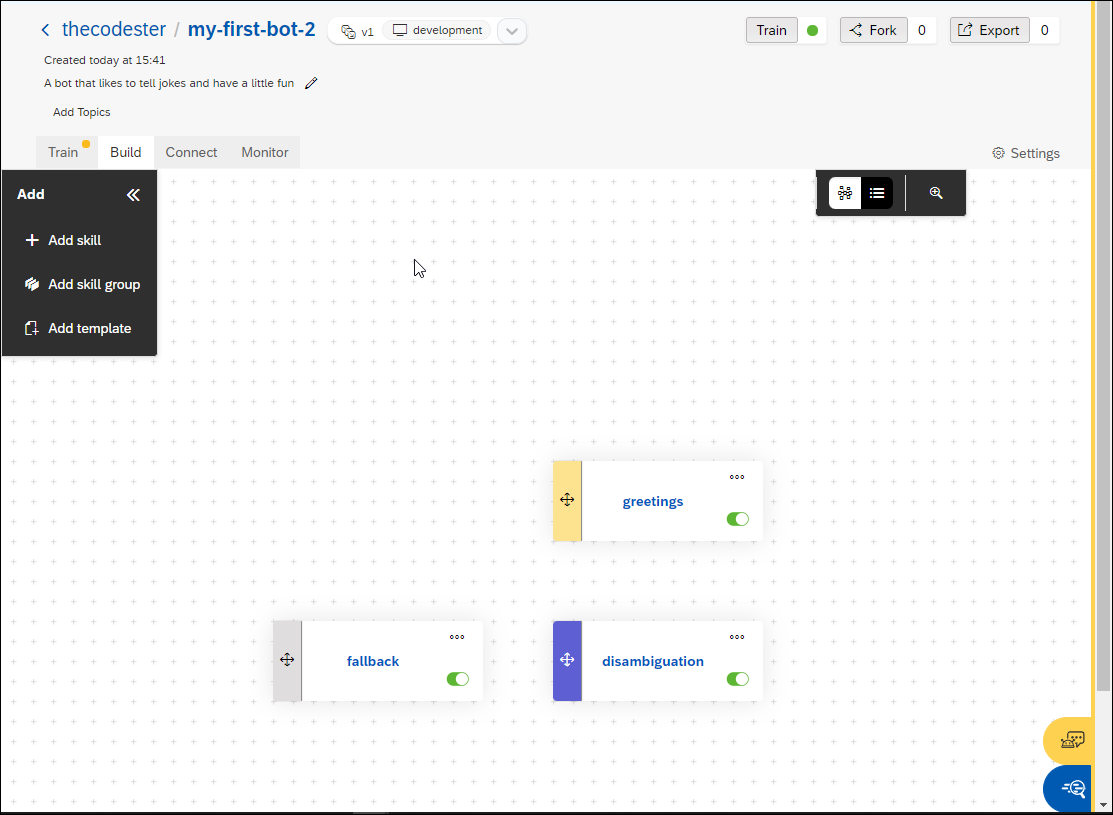 thecodester / my-first-bot-2 v1 development Train Fork 0 Export 0
Created today at 15:41
A bot that likes to tell jokes and have a little fun
Add Topics
Train Build Connect Monitor Settings
Add
Add skill
Add skill group
Add template
greetings
fallback
disambiguation